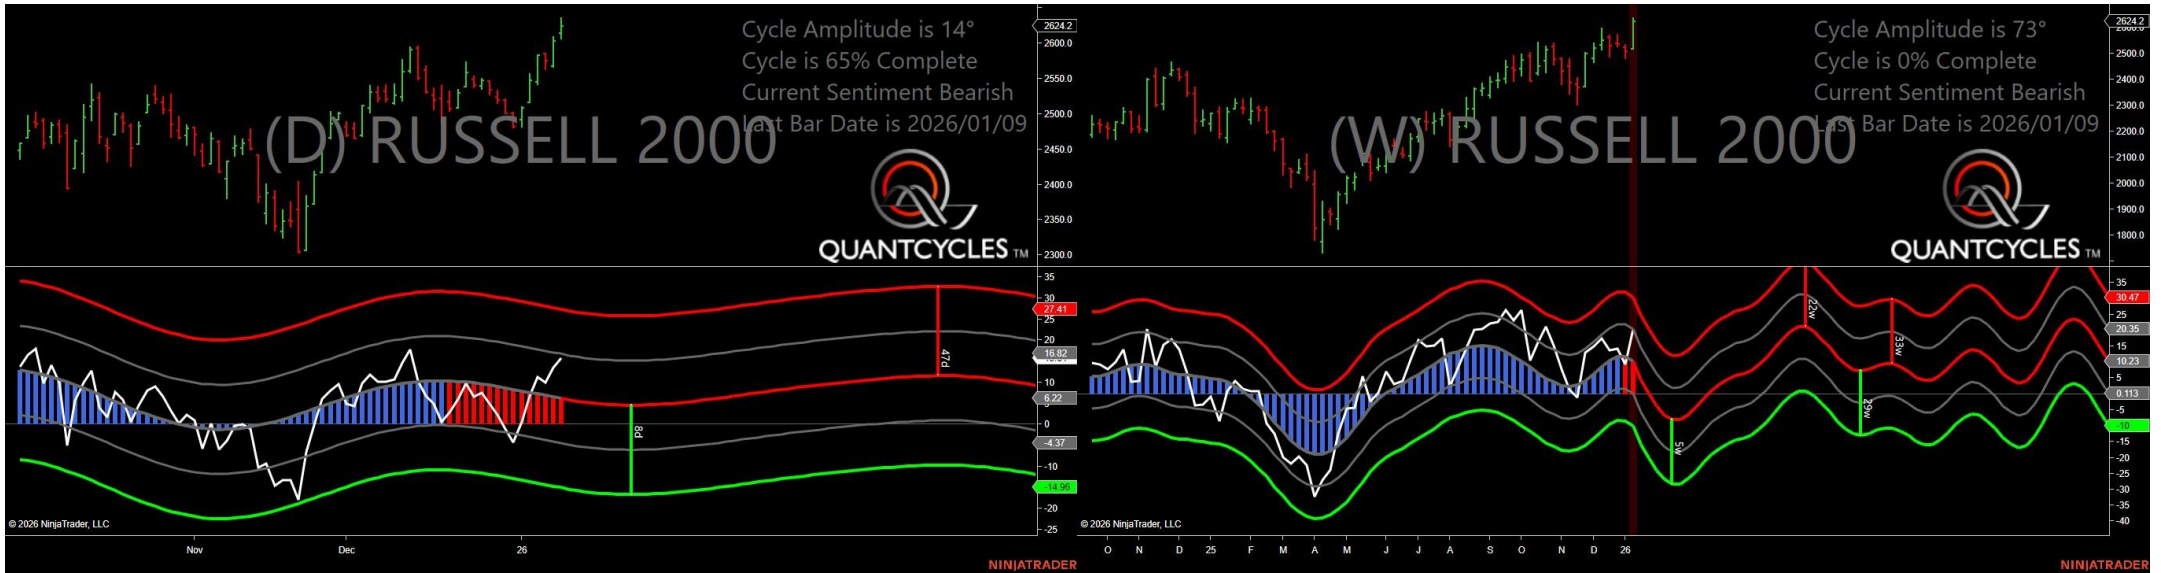 Cycle Amplitude is 14°
Cycle is 65% Complete
Current Sentiment Bearish
Last Bar Date is 2026/01/09
(D) RUSSELL 2000
QUANTCYCLES TM
2624.2
2600.0
2550.0
2500.0
2450.0
2400.0
2350.0
2300.0
35
30
27.41
25
20
16.82
10
6.22
0
-4.37
-10
-14.96
-20
-25
47d
8d
© 2026 NinjaTrader, LLC
Nov
Dec
26
NINJATRADER
Cycle Amplitude is 73°
Cycle is 0% Complete
Current Sentiment Bearish
Last Bar Date is 2026/01/09
(W) RUSSELL 2000
QUANTCYCLES TM
2624.2
2600.0
2500.0
2400.0
2300.0
2200.0
2100.0
2000.0
1900.0
1800.0
35
30.47
25
20.35
15
10.23
5
0.113
-5
-10
-15
-20
-25
-30
-35
-40
22w
33w
29w
5w
© 2026 NinjaTrader, LLC
O N D 25 F M A M J J A S O N D 26
NINJATRADER